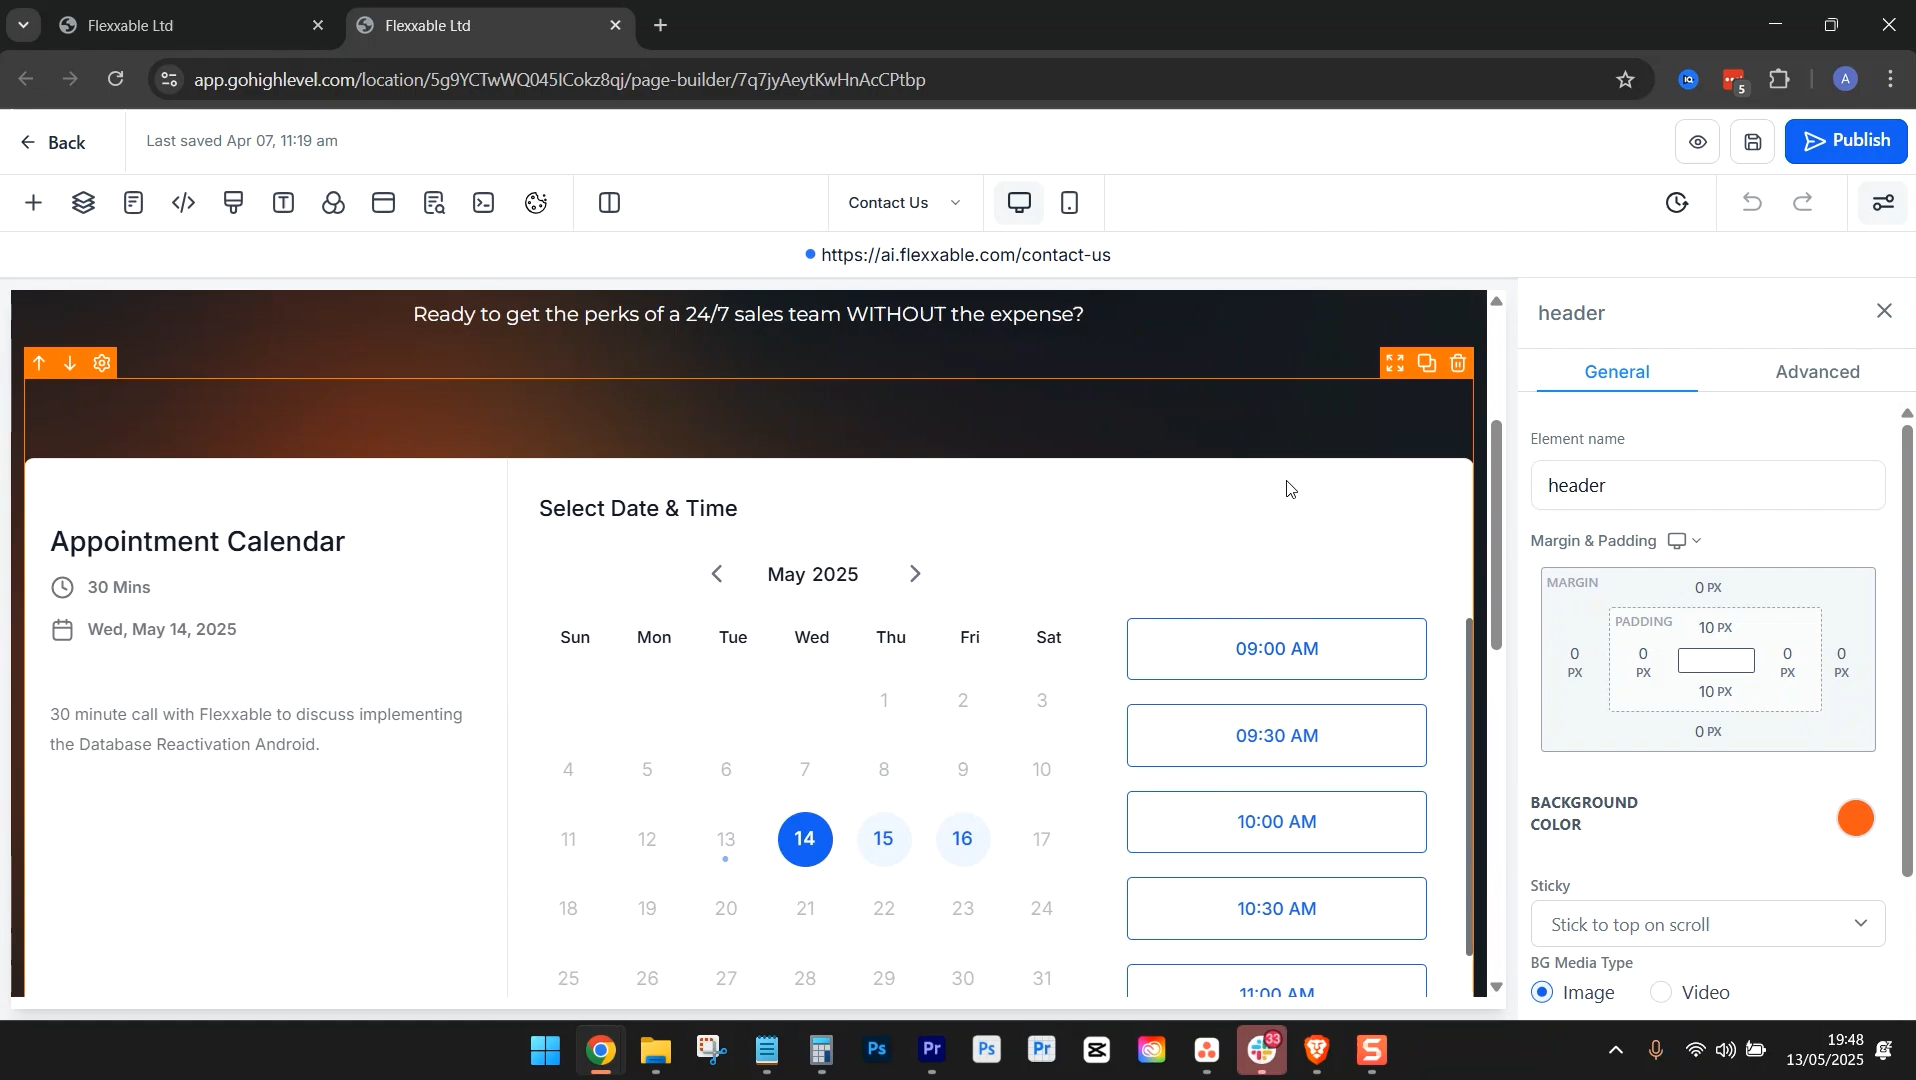 Flexxable Ltd
Flexxable Ltd
app.gohighlevel.com/location/5g9YCTwWQ045ICokz8qj/page-builder/7q7jyAeytKwHnAcCPtbp
5
A
Back
Last saved Apr 07, 11:19 am
Publish
Contact Us
https://ai.flexxable.com/contact-us
Ready to get the perks of a 24/7 sales team WITHOUT the expense?
header
General
Advanced
Element name
header
Margin & Padding
MARGIN
0 PX
PADDING
10 PX
0 PX
0 PX
0 PX
0 PX
10 PX
0 PX
BACKGROUND COLOR
Sticky
Stick to top on scroll
BG Media Type
Image
Video
Appointment Calendar
30 Mins
Wed, May 14, 2025
30 minute call with Flexxable to discuss implementing
the Database Reactivation Android.
Select Date & Time
May 2025
Sun Mon Tue Wed Thu Fri Sat
1 2 3
4 5 6 7 8 9 10
11 12 13 14 15 16 17
18 19 20 21 22 23 24
25 26 27 28 29 30 31
09:00 AM
09:30 AM
10:00 AM
10:30 AM
11:00 AM
Ps
Pr
Ps
Pr
33
S
19:48
13/05/2025